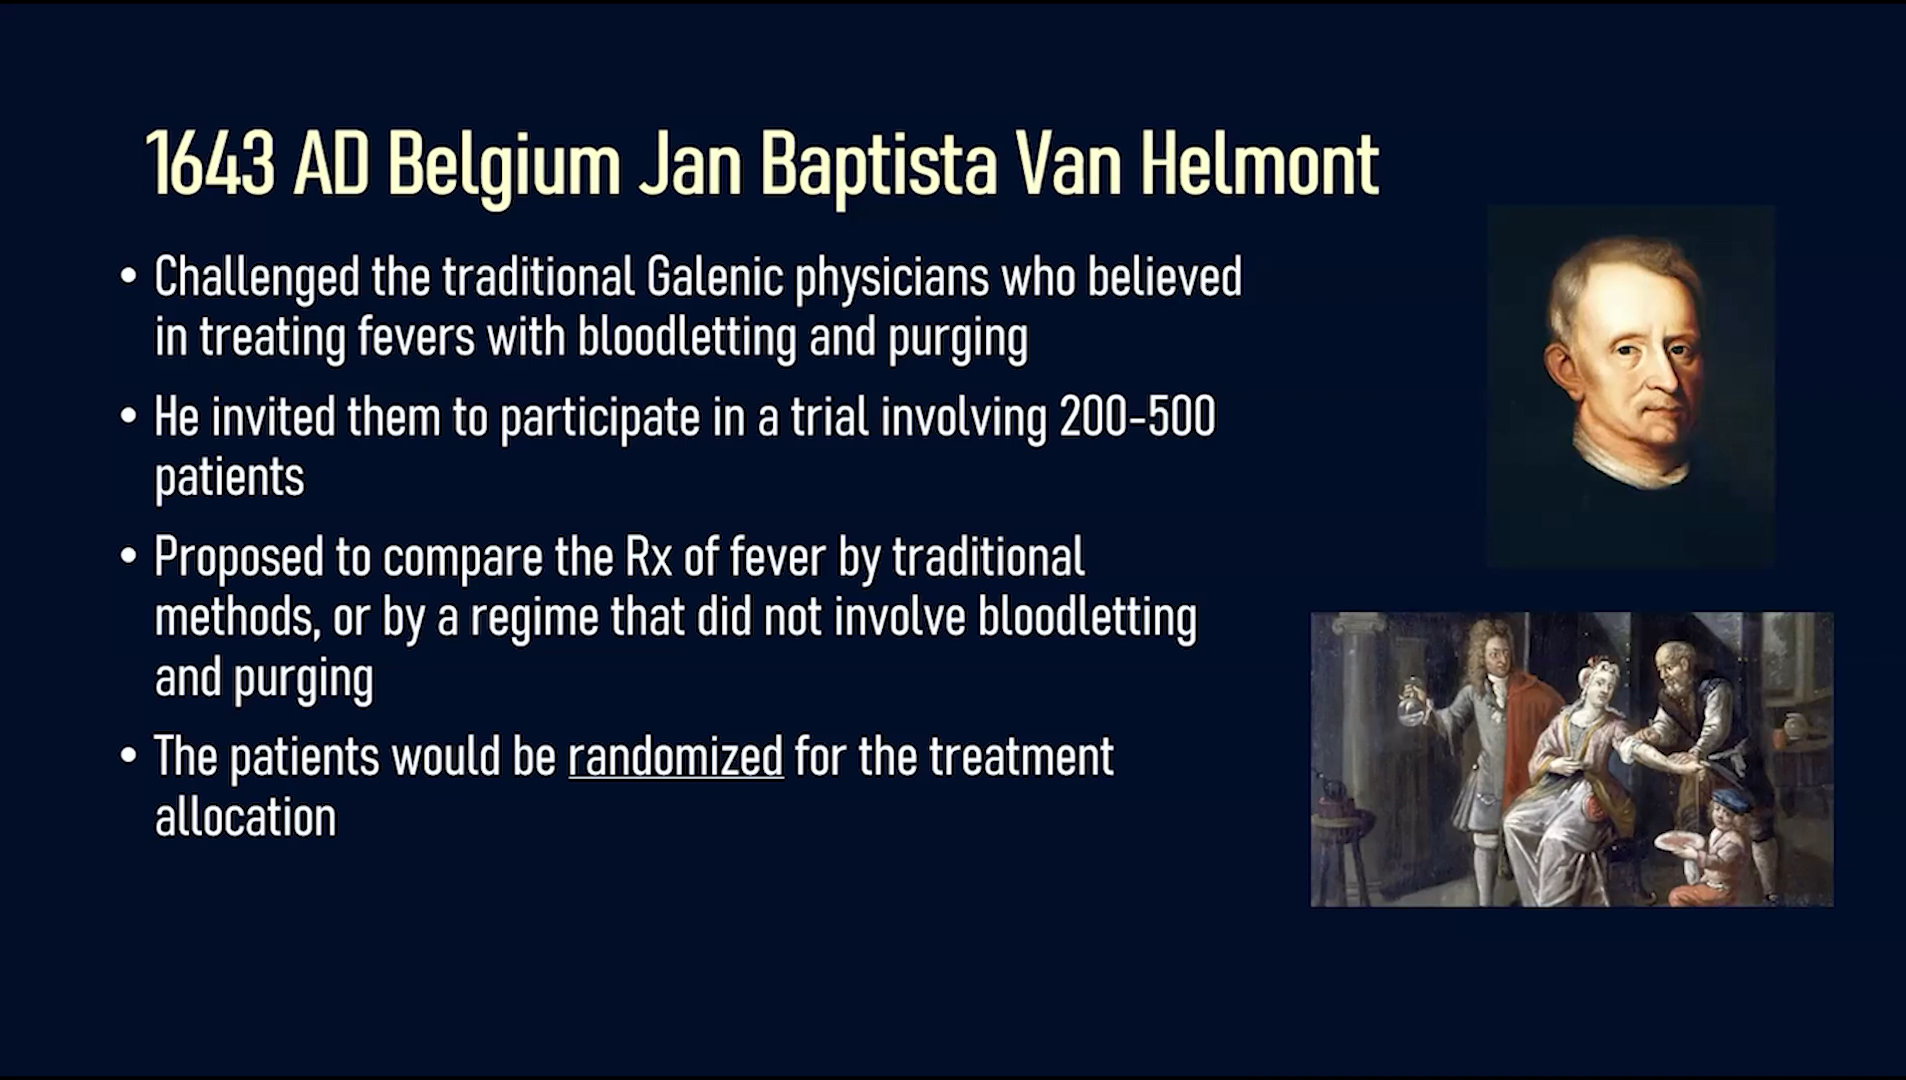 1643 AD Belgium Jan Baptista Van Helmont
• Challenged the traditional Galenic physicians who believed
in treating fevers with bloodletting and purging
• He invited them to participate in a trial involving 200-500
patients
• Proposed to compare the Rx of fever by traditional
methods, or by a regime that did not involve bloodletting
and purging
• The patients would be randomized for the treatment
allocation